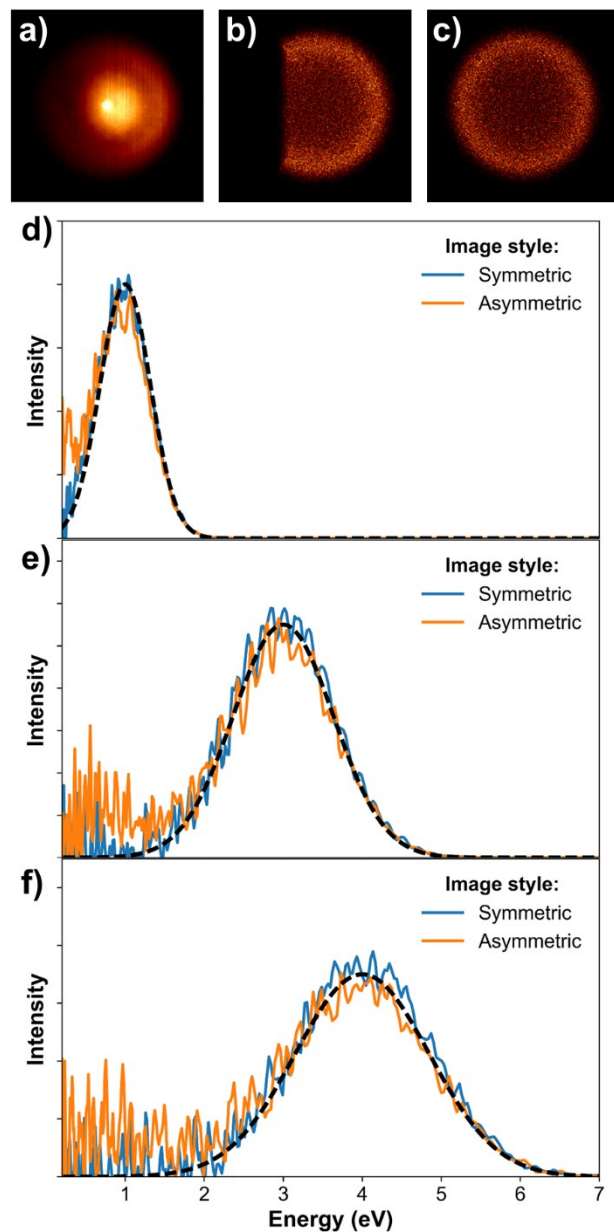 a) b) c)
d)
Image style:
Symmetric
Asymmetric
Intensity
e)
Image style:
Symmetric
Asymmetric
Intensity
f)
Image style:
Symmetric
Asymmetric
Intensity
1 2 3 4 5 6 7
Energy (eV)